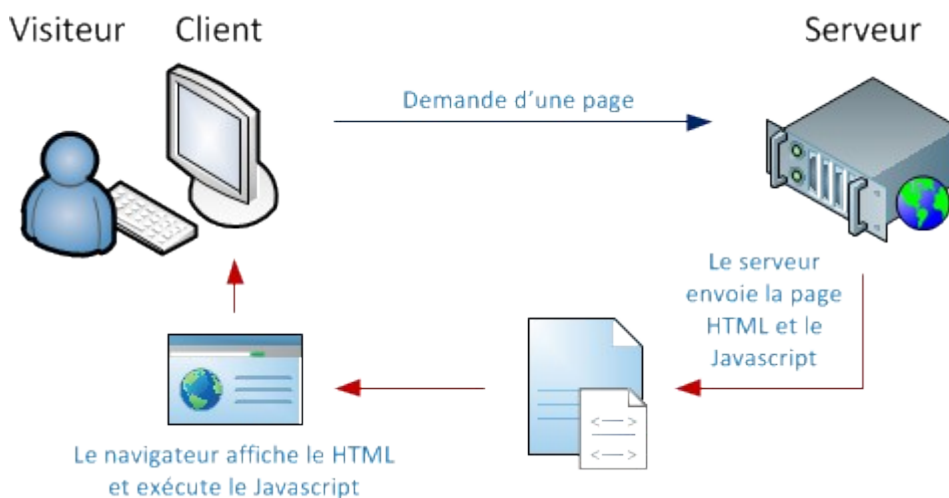 Visiteur
Client
Serveur
Demande d'une page
Le serveur
envoie la page
HTML et le
Javascript
<—>
<—>
Le navigateur affiche le HTML
et exécute le Javascript